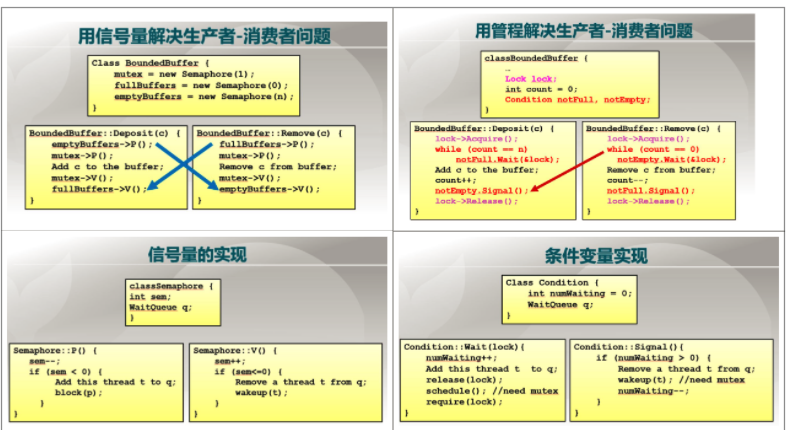 用信号量解决生产者-消费者问题
Class BoundedBuffer {
mutex = new Semaphore(1);
fullBuffers = new Semaphore(0);
emptyBuffers = new Semaphore(n);
}
BoundedBuffer::Deposit(c) {
emptyBuffers->P();
mutex->P();
Add c to the buffer;
mutex->V();
fullBuffers->V();
}
BoundedBuffer::Remove(c) {
fullBuffers->P();
mutex->P();
Remove c from buffer;
mutex->V();
emptyBuffers->V();
}
用管程解决生产者-消费者问题
classBoundedBuffer {
…
Lock lock;
int count = 0;
Condition notFull, notEmpty;
}
BoundedBuffer::Deposit(c) {
lock->Acquire();
while (count == n)
notFull.Wait(&lock);
Add c to the buffer;
count++;
notEmpty.Signal();
lock->Release();
}
BoundedBuffer::Remove(c) {
lock->Acquire();
while (count == 0)
notEmpty.Wait(&lock);
Remove c from buffer;
count--;
notFull.Signal();
lock->Release();
}
信号量的实现
classSemaphore {
int sem;
WaitQueue q;
}
Semaphore::P() {
sem--;
if (sem < 0) {
Add this thread t to q;
block(p);
}
}
Semaphore::V() {
sem++;
if (sem<=0) {
Remove a thread t from q;
wakeup(t);
}
}
条件变量实现
Class Condition {
int numWaiting = 0;
WaitQueue q;
}
Condition::Wait(lock){
numWaiting++;
Add this thread t to q;
release(lock);
schedule(); //need mutex
require(lock);
}
Condition::Signal(){
if (numWaiting > 0) {
Remove a thread t from q;
wakeup(t); //need mutex
numWaiting--;
}
}